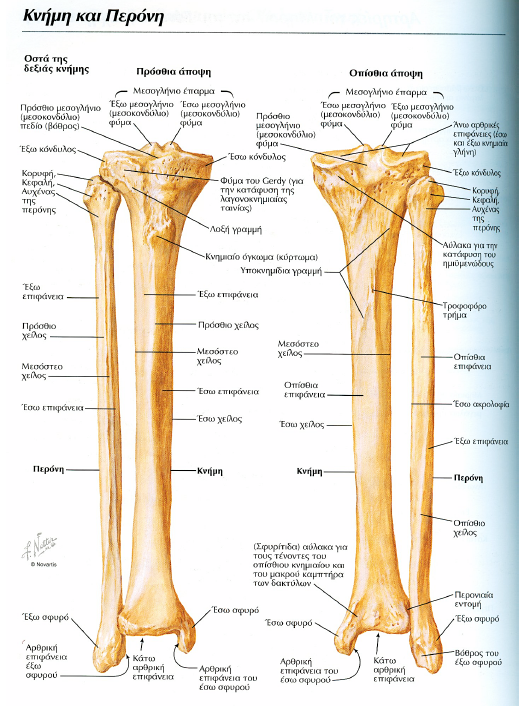 Κνήμη και Περόνη
Οστά της
δεξιάς κνήμης
Πρόσθια άποψη
Μεσογλήνιο έπαρμα
Έξω μεσογλήνιο
(μεσοκονδύλιο)
φύμα
Έσω μεσογλήνιο
(μεσοκονδύλιο)
φύμα
Πρόσθιο μεσογλήνιο
(μεσοκονδύλιο)
πεδίο (βόθρος)
Έξω κόνδυλος
Κορυφή,
Κεφαλή,
Αυχένας
της
περόνης
Έσω κόνδυλος
Φύμα του Gerdy (για
την κατάφυση της
λαγονοκνημιαίας
ταινίας)
Λοξή γραμμή
Κνημιαίο όγκωμα (κύρτωμα)
Έξω
επιφάνεια
Πρόσθιο
χείλος
Μεσόστεο
χείλος
Έσω επιφάνεια
Έξω επιφάνεια
Πρόσθιο χείλος
Μεσόστεο
χείλος
Έσω επιφάνεια
Έσω χείλος
Περόνη
Κνήμη
F. Netter
© Novartis
Έξω σφυρό
Αρθρική
επιφάνεια
έξω
σφυρού
Κάτω
αρθρική
επιφάνεια
Έσω σφυρό
Αρθρική
επιφάνεια του
έσω σφυρού
Οπίσθια άποψη
Μεσογλήνιο έπαρμα
Έσω μεσογλήνιο
(μεσοκονδύλιο)
φύμα
Έξω μεσογλήνιο
(μεσοκονδύλιο)
φύμα
Πρόσθιο
μεσογλήνιο
(μεσοκονδύλιο)
φύμα
Άνω αρθρικές
επιφάνειες (έσω
και έξω κνημιαία
γλήνη)
Έξω κόνδυλος
Κορυφή,
Κεφαλή,
Αυχένας
της
περόνης
Αύλακα για την
κατάφυση του
ημιϋμενώδους
Υποκνημίδια γραμμή
Τροφοφόρο
τρήμα
Μεσόστεο
χείλος
Οπίσθια
επιφάνεια
Έσω χείλος
Οπίσθια
επιφάνεια
Έσω ακρολοφία
Έξω επιφάνεια
Κνήμη
Περόνη
Οπίσθιο
χείλος
(Σφυρίτιδα) αύλακα για
τους τένοντες του
οπίσθιου κνημιαίου και
του μακρού καμπτήρα
των δακτύλων
Περονιαία
εντομή
Έσω σφυρό
Έξω σφυρό
Αρθρική
επιφάνεια του
έσω σφυρού
Κάτω
αρθρική
επιφάνεια
Βόθρος του
έξω σφυρού